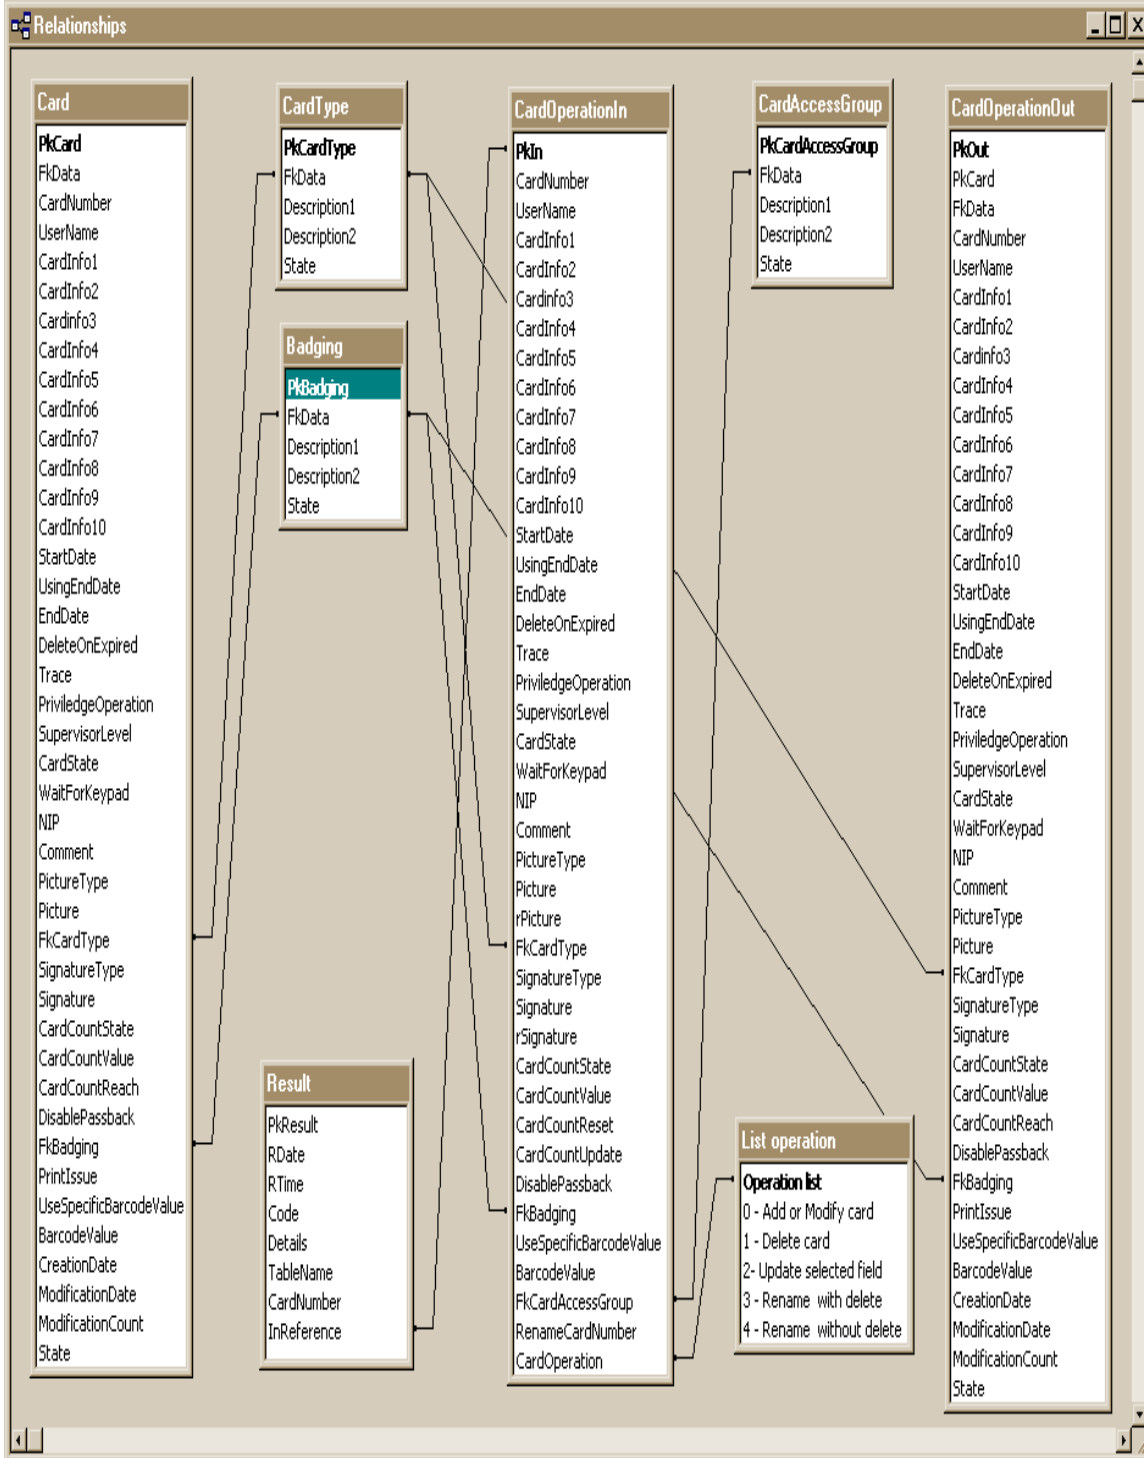 Relationships
Card
PkCard
FkData
CardNumber
UserName
CardInfo1
CardInfo2
Cardinfo3
CardInfo4
CardInfo5
CardInfo6
CardInfo7
CardInfo8
CardInfo9
CardInfo10
StartDate
UsingEndDate
EndDate
DeleteOnExpired
Trace
PriviledgeOperation
SupervisorLevel
CardState
WaitForKeypad
NIP
Comment
PictureType
Picture
FkCardType
SignatureType
Signature
CardCountState
CardCountValue
CardCountReach
DisablePassback
FkBadging
PrintIssue
UseSpecificBarcodeValue
BarcodeValue
CreationDate
ModificationDate
ModificationCount
State
CardType
PkCardType
FkData
Description1
Description2
State
Badging
PkBadging
FkData
Description1
Description2
State
Result
PkResult
RDate
RTime
Code
Details
TableName
CardNumber
InReference
CardOperationIn
PkIn
CardNumber
UserName
CardInfo1
CardInfo2
Cardinfo3
CardInfo4
CardInfo5
CardInfo6
CardInfo7
CardInfo8
CardInfo9
CardInfo10
StartDate
UsingEndDate
EndDate
DeleteOnExpired
Trace
PriviledgeOperation
SupervisorLevel
CardState
WaitForKeypad
NIP
Comment
PictureType
Picture
rPicture
FkCardType
SignatureType
Signature
rSignature
CardCountState
CardCountValue
CardCountReset
CardCountUpdate
DisablePassback
FkBadging
UseSpecificBarcodeValue
BarcodeValue
FkCardAccessGroup
RenameCardNumber
CardOperation
CardAccessGroup
PkCardAccessGroup
FkData
Description1
Description2
State
List operation
Operation list
0 - Add or Modify card
1 - Delete card
2- Update selected field
3 - Rename with delete
4 - Rename without delete
CardOperationOut
PkOut
PkCard
FkData
CardNumber
UserName
CardInfo1
CardInfo2
Cardinfo3
CardInfo4
CardInfo5
CardInfo6
CardInfo7
CardInfo8
CardInfo9
CardInfo10
StartDate
UsingEndDate
EndDate
DeleteOnExpired
Trace
PriviledgeOperation
SupervisorLevel
CardState
WaitForKeypad
NIP
Comment
PictureType
Picture
FkCardType
SignatureType
Signature
CardCountState
CardCountValue
CardCountReach
DisablePassback
FkBadging
PrintIssue
UseSpecificBarcodeValue
BarcodeValue
CreationDate
ModificationDate
ModificationCount
State